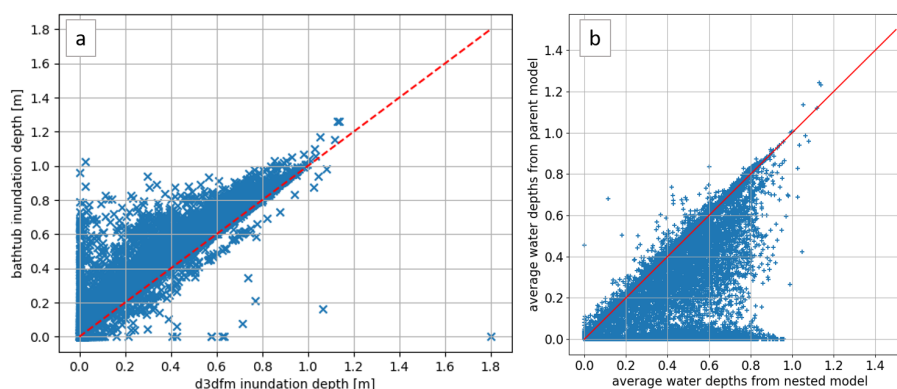 a
bathtub inundation depth [m]
1.8
1.6
1.4
1.2
1.0
0.8
0.6
0.4
0.2
0.0
0.0 0.2 0.4 0.6 0.8 1.0 1.2 1.4 1.6 1.8
d3dfm inundation depth [m]
b
average water depths from parent model
1.4
1.2
1.0
0.8
0.6
0.4
0.2
0.0
0.0 0.2 0.4 0.6 0.8 1.0 1.2 1.4
average water depths from nested model